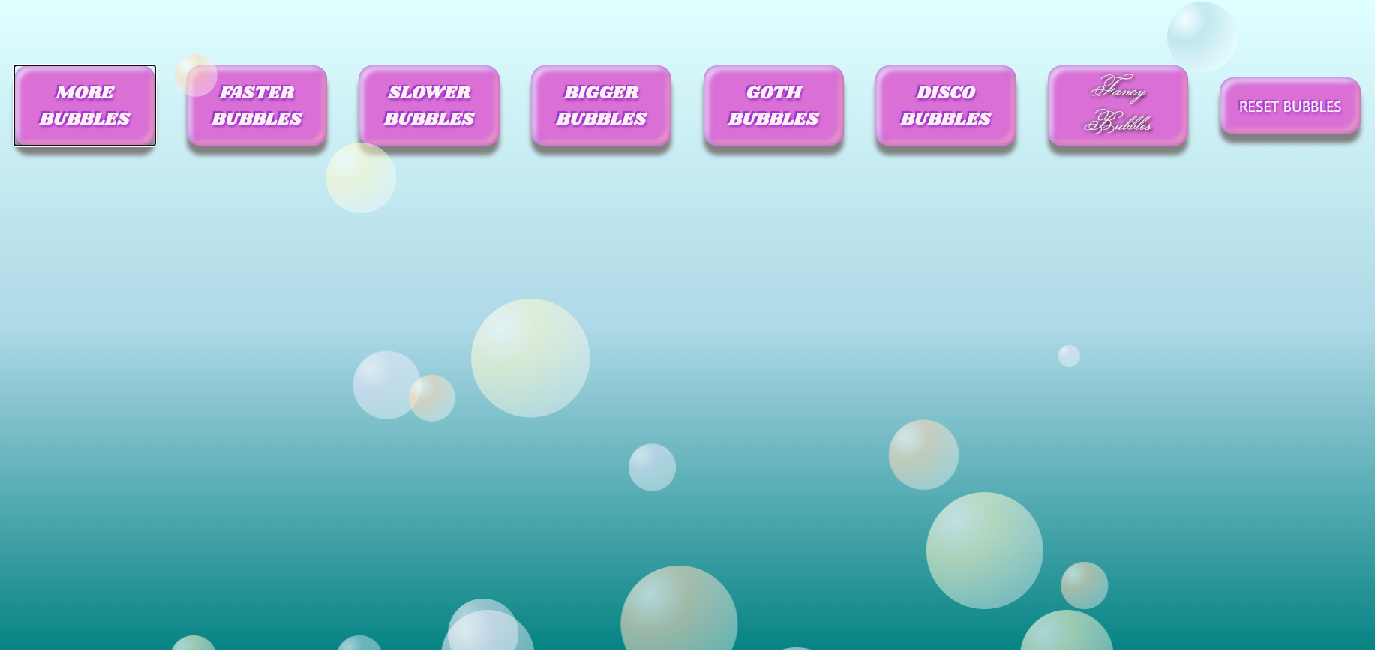 MORE
BUBBLES
FASTER
BUBBLES
SLOWER
BUBBLES
BIGGER
BUBBLES
GOTH
BUBBLES
DISCO
BUBBLES
Fancy
Bubbles
RESET BUBBLES